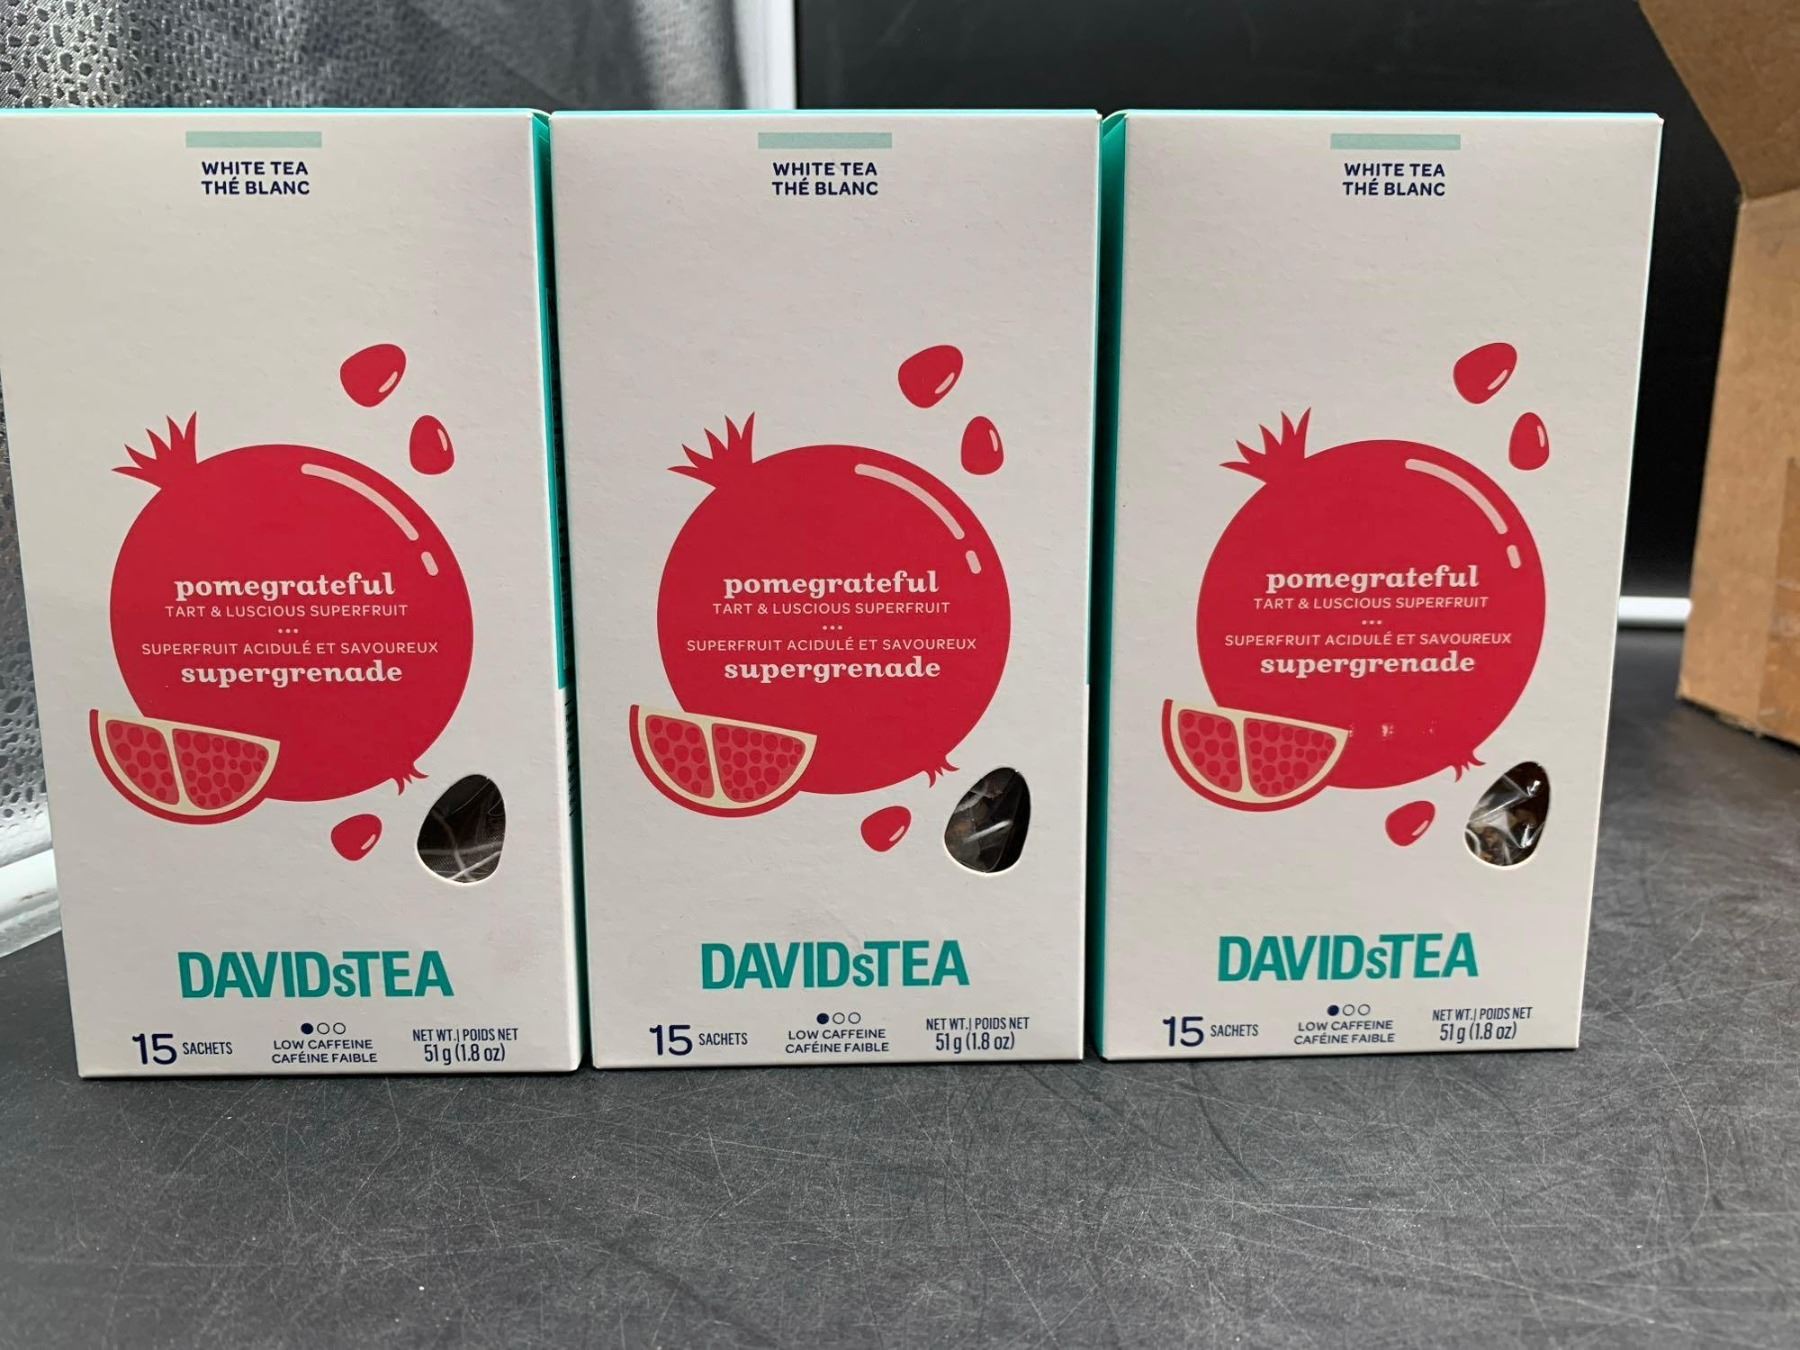 WHITE TEA
THÉ BLANC
pomegrateful
TART & LUSCIOUS SUPERFRUIT
•••
SUPERFRUIT ACIDULÉ ET SAVOUREUX
supergrenade
DAVIDsTEA
15 SACHETS
LOW CAFFEINE
CAFÉINE FAIBLE
NET WT. | POIDS NET
51 g (1.8 oz)
WHITE TEA
THÉ BLANC
pomegrateful
TART & LUSCIOUS SUPERFRUIT
•••
SUPERFRUIT ACIDULÉ ET SAVOUREUX
supergrenade
DAVIDsTEA
15 SACHETS
LOW CAFFEINE
CAFÉINE FAIBLE
NET WT. | POIDS NET
51 g (1.8 oz)
WHITE TEA
THÉ BLANC
pomegrateful
TART & LUSCIOUS SUPERFRUIT
•••
SUPERFRUIT ACIDULÉ ET SAVOUREUX
supergrenade
DAVIDsTEA
15 SACHETS
LOW CAFFEINE
CAFÉINE FAIBLE
NET WT. | POIDS NET
51 g (1.8 oz)